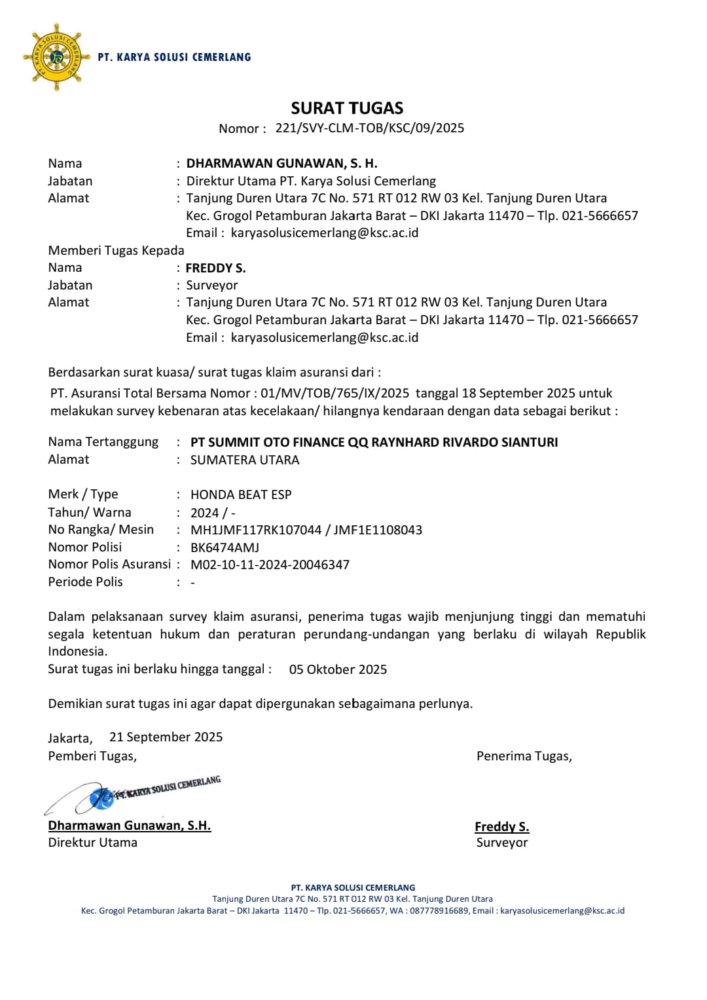 PT. KARYA SOLUSI CEMERLANG
PT. KARYA SOLUSI CEMERLANG
SURAT TUGAS
Nomor : 221/SVY-CLM-TOB/KSC/09/2025
Nama : DHARMAWAN GUNAWAN, S. H.
Jabatan : Direktur Utama PT. Karya Solusi Cemerlang
Alamat : Tanjung Duren Utara 7C No. 571 RT 012 RW 03 Kel. Tanjung Duren Utara
Kec. Grogol Petamburan Jakarta Barat – DKI Jakarta 11470 – Tlp. 021-5666657
Email : karyasolusicemerlang@ksc.ac.id
Memberi Tugas Kepada
Nama : FREDDY S.
Jabatan : Surveyor
Alamat : Tanjung Duren Utara 7C No. 571 RT 012 RW 03 Kel. Tanjung Duren Utara
Kec. Grogol Petamburan Jakarta Barat – DKI Jakarta 11470 – Tlp. 021-5666657
Email : karyasolusicemerlang@ksc.ac.id
Berdasarkan surat kuasa/ surat tugas klaim asuransi dari :
PT. Asuransi Total Bersama Nomor : 01/MV/TOB/765/IX/2025 tanggal 18 September 2025 untuk
melakukan survey kebenaran atas kecelakaan/ hilangnya kendaraan dengan data sebagai berikut :
Nama Tertanggung : PT SUMMIT OTO FINANCE QQ RAYNHARD RIVARDO SIANTURI
Alamat : SUMATERA UTARA
Merk / Type : HONDA BEAT ESP
Tahun/ Warna : 2024 / -
No Rangka/ Mesin : MH1JMF117RK107044 / JMF1E1108043
Nomor Polisi : BK6474AMJ
Nomor Polis Asuransi : M02-10-11-2024-20046347
Periode Polis : -
Dalam pelaksanaan survey klaim asuransi, penerima tugas wajib menjunjung tinggi dan mematuhi
segala ketentuan hukum dan peraturan perundang-undangan yang berlaku di wilayah Republik
Indonesia.
Surat tugas ini berlaku hingga tanggal : 05 Oktober 2025
Demikian surat tugas ini agar dapat dipergunakan sebagaimana perlunya.
Jakarta, 21 September 2025
Pemberi Tugas, Penerima Tugas,
PT. KARYA SOLUSI CEMERLANG
Dharmawan Gunawan, S.H. Freddy S.
Direktur Utama Surveyor
PT. KARYA SOLUSI CEMERLANG
Tanjung Duren Utara 7C No. 571 RT 012 RW 03 Kel. Tanjung Duren Utara
Kec. Grogol Petamburan Jakarta Barat – DKI Jakarta 11470 – Tlp. 021-5666657, WA : 087778916689, Email : karyasolusicemerlang@ksc.ac.id